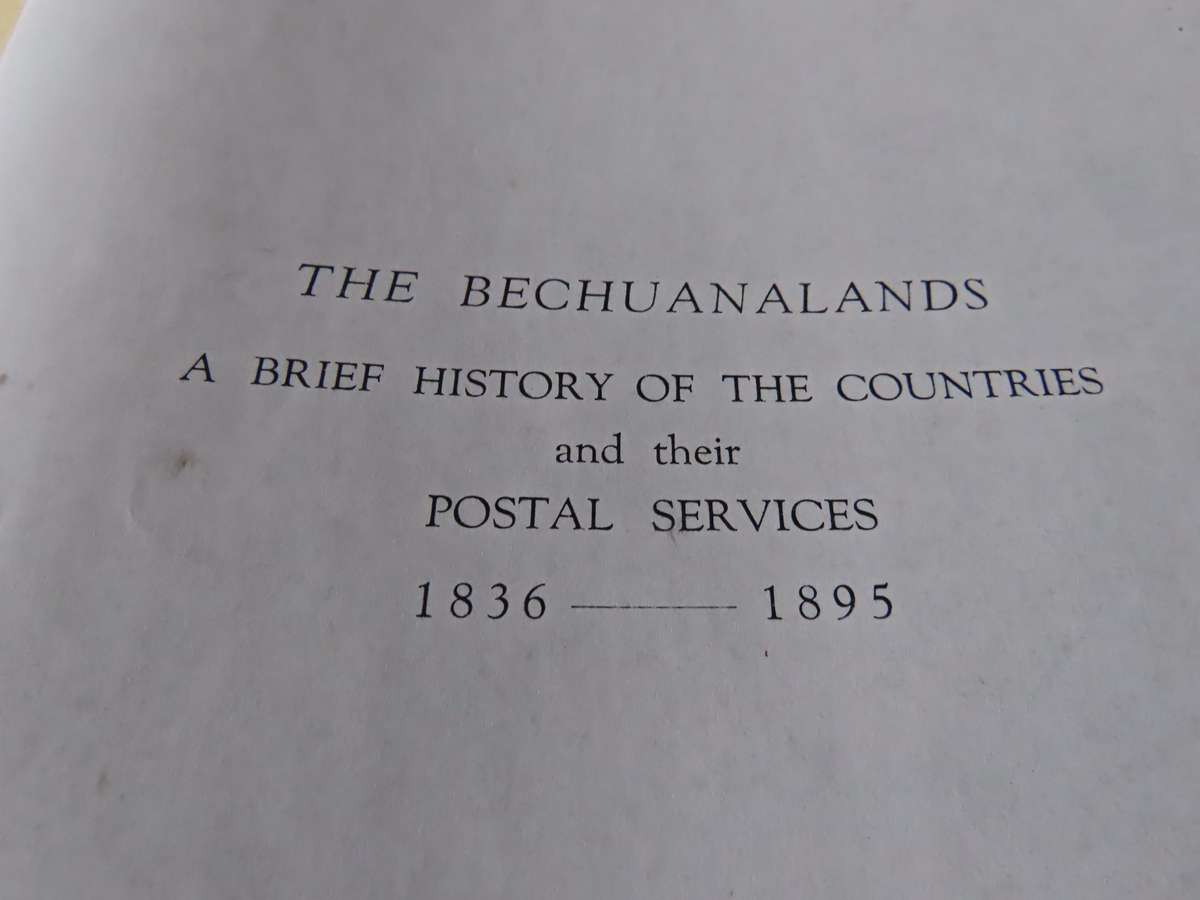 THE BECHUANALANDS
A BRIEF HISTORY OF THE COUNTRIES
and their
POSTAL SERVICES
1836 — 1895